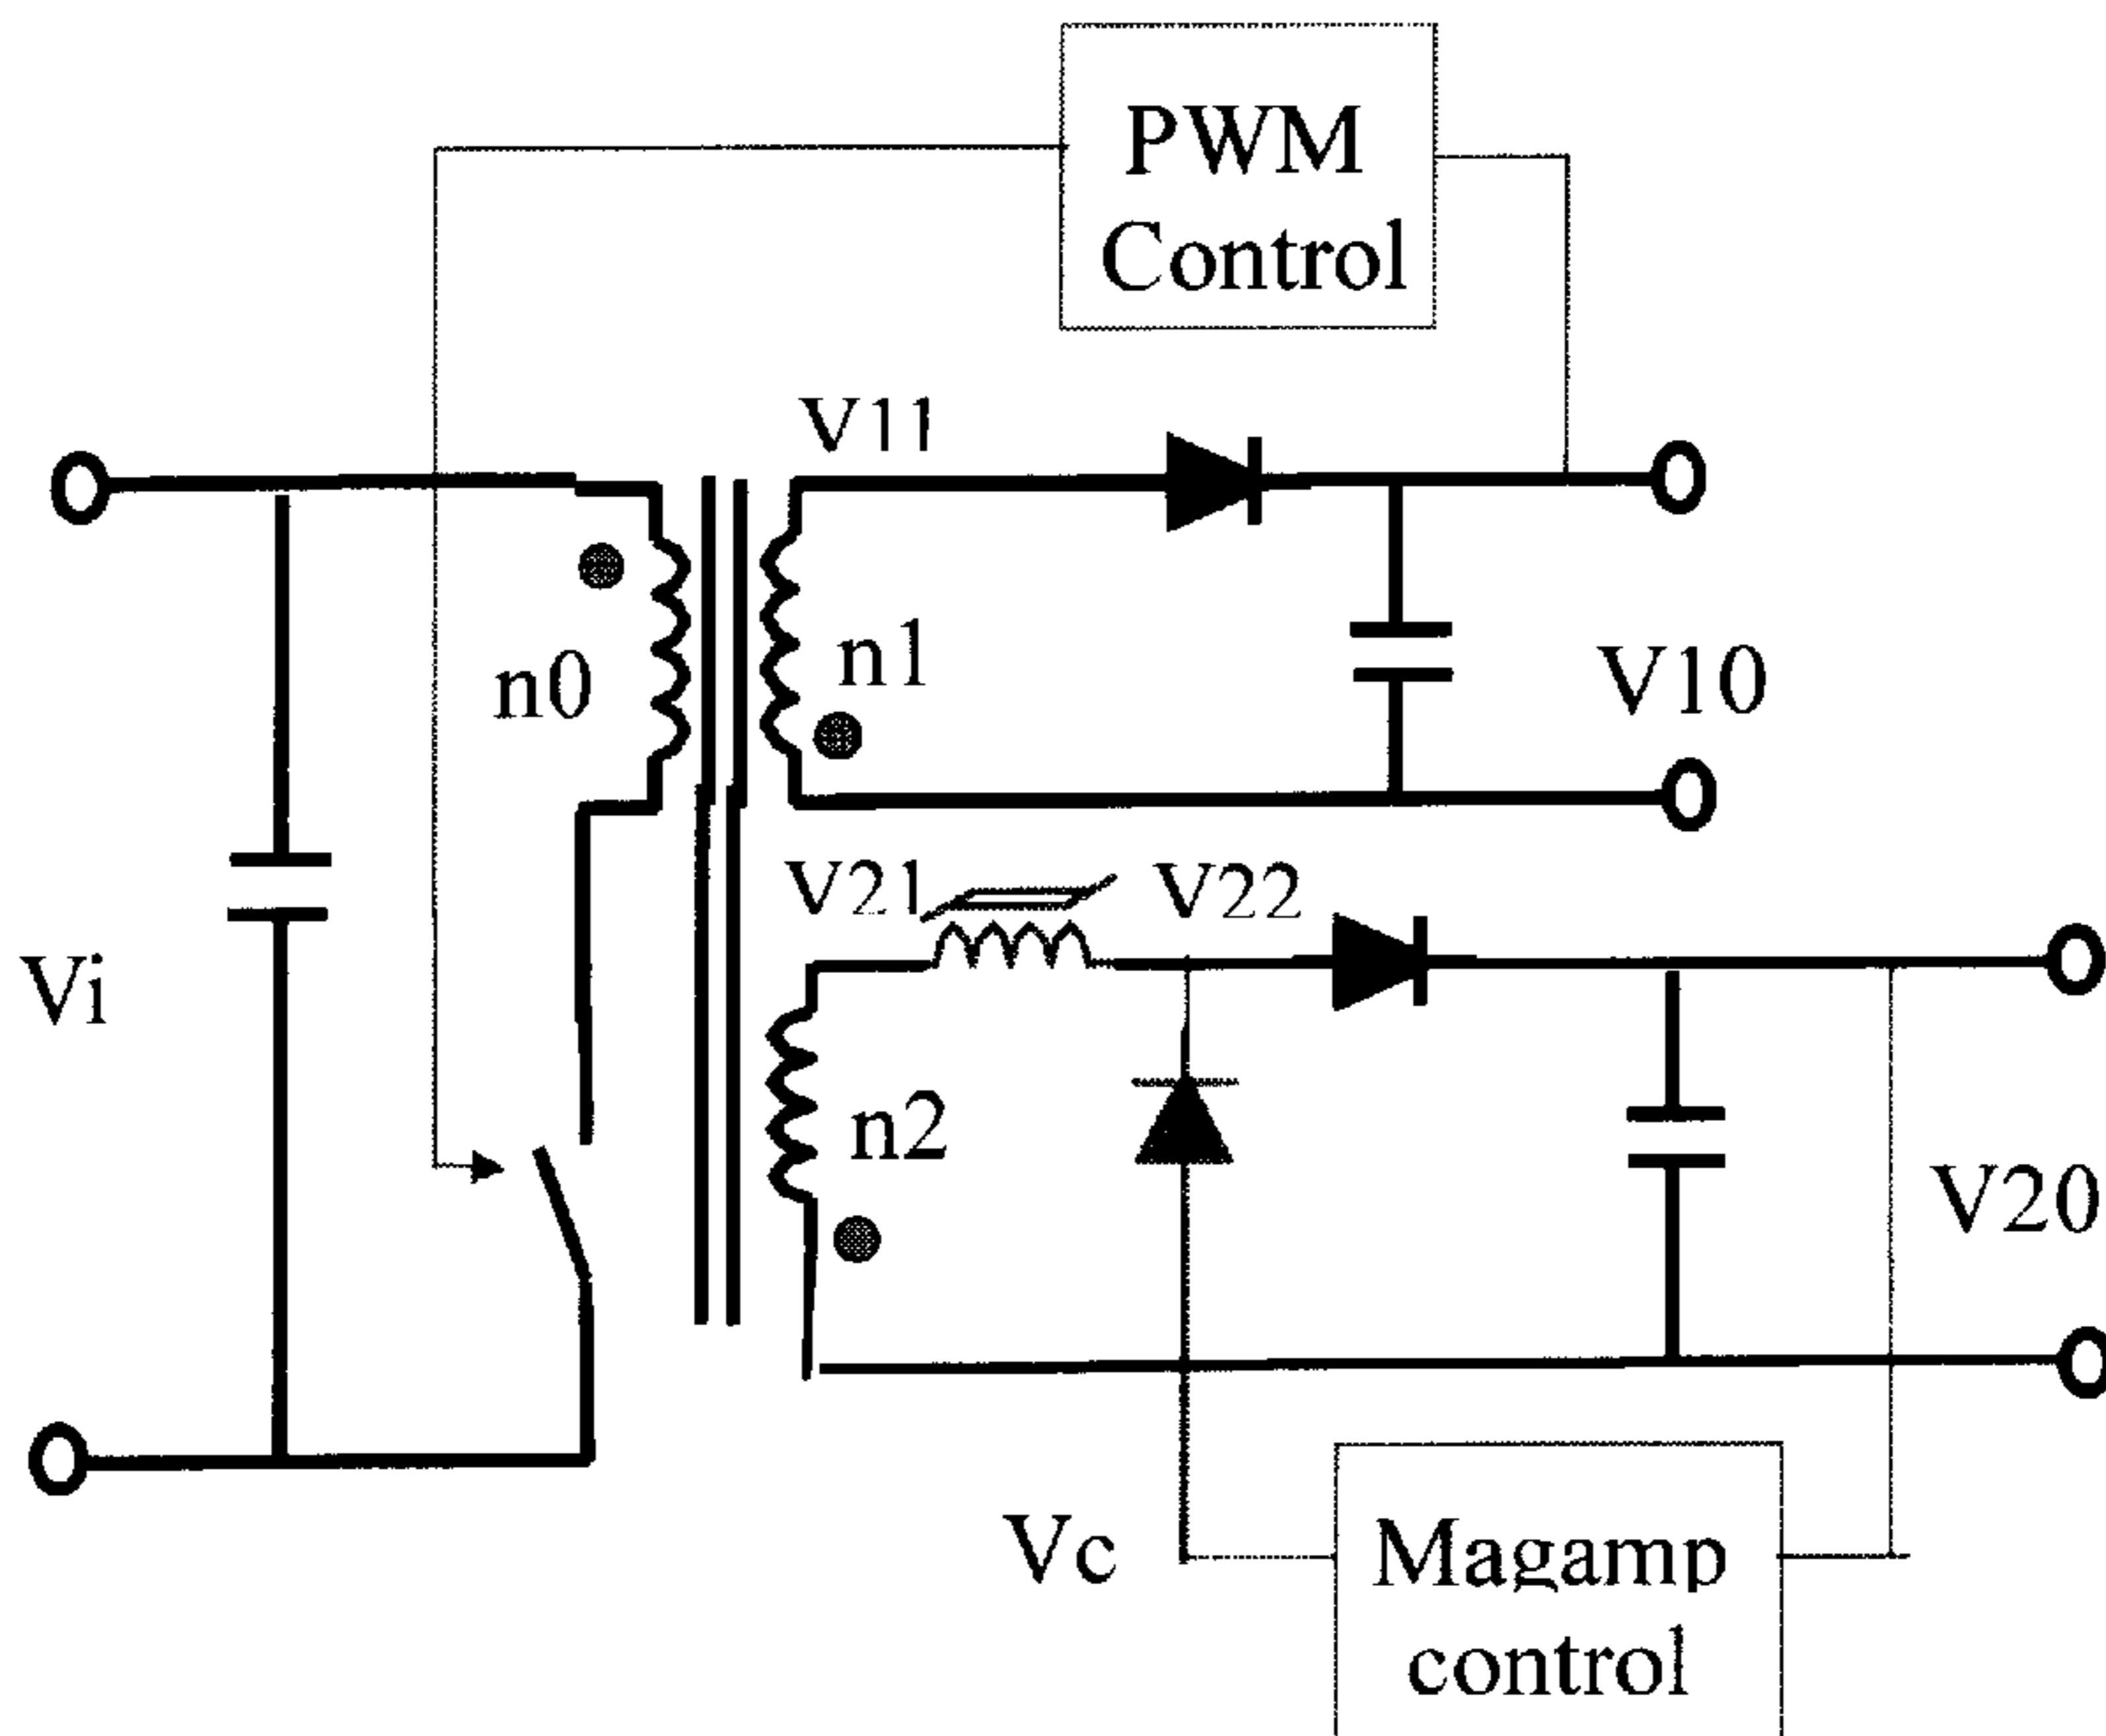 PWM
Control
V11
n0
n1
V10
V21
V22
Vi
n2
V20
Vc
Magamp
control